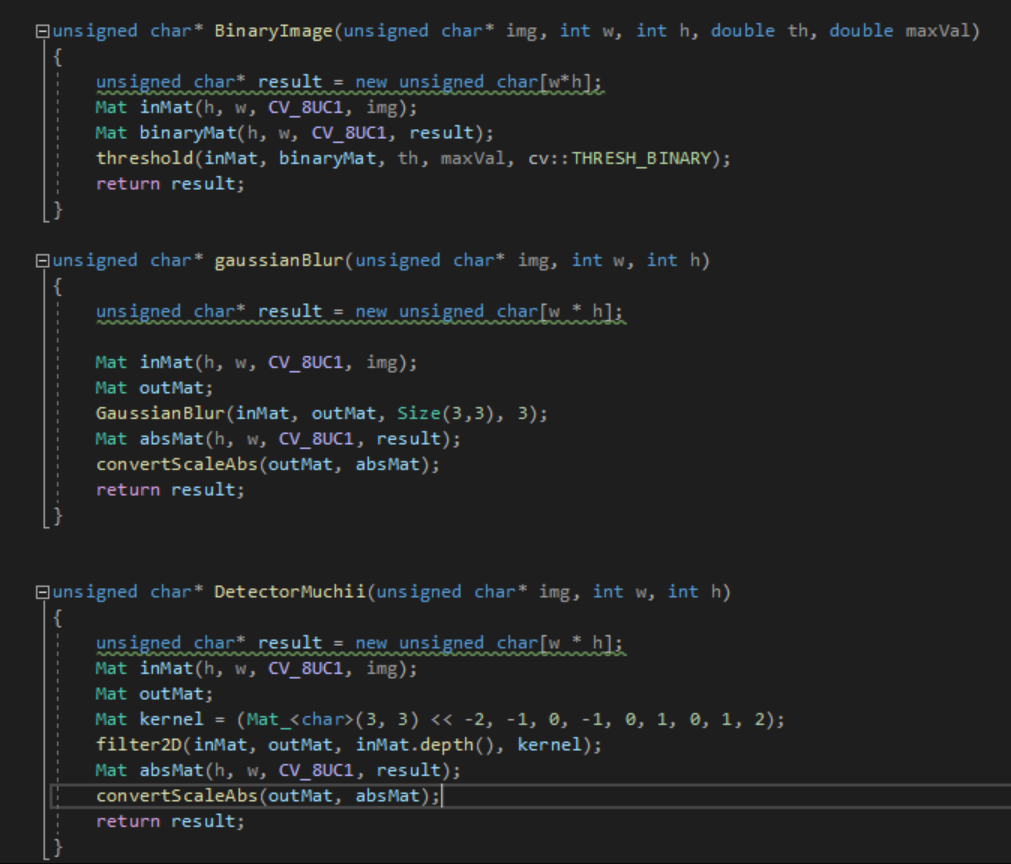 unsigned char* BinaryImage(unsigned char* img, int w, int h, double th, double maxVal)
{
    unsigned char* result = new unsigned char[w*h];
    Mat inMat(h, w, CV_8UC1, img);
    Mat binaryMat(h, w, CV_8UC1, result);
    threshold(inMat, binaryMat, th, maxVal, cv::THRESH_BINARY);
    return result;
}
unsigned char* gaussianBlur(unsigned char* img, int w, int h)
{
    unsigned char* result = new unsigned char[w * h];
    Mat inMat(h, w, CV_8UC1, img);
    Mat outMat;
    GaussianBlur(inMat, outMat, Size(3,3), 3);
    Mat absMat(h, w, CV_8UC1, result);
    convertScaleAbs(outMat, absMat);
    return result;
}
unsigned char* DetectorMuchii(unsigned char* img, int w, int h)
{
    unsigned char* result = new unsigned char[w * h];
    Mat inMat(h, w, CV_8UC1, img);
    Mat outMat;
    Mat kernel = (Mat_<char>(3, 3) << -2, -1, 0, -1, 0, 1, 0, 1, 2);
    filter2D(inMat, outMat, inMat.depth(), kernel);
    Mat absMat(h, w, CV_8UC1, result);
    convertScaleAbs(outMat, absMat);
    return result;
}